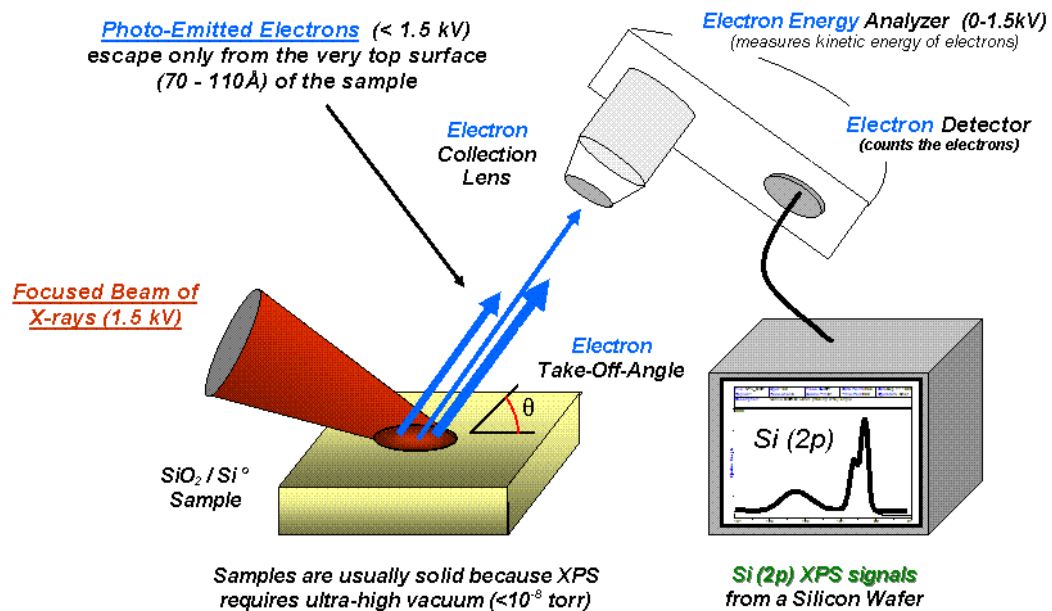 Photo-Emitted Electrons (< 1.5 kV)
escape only from the very top surface
(70 - 110Å) of the sample
Electron Energy Analyzer (0-1.5kV)
(measures kinetic energy of electrons)
Electron Detector
(counts the electrons)
Electron
Collection
Lens
Focused Beam of
X-rays (1.5 kV)
Electron
Take-Off-Angle
θ
Si (2p)
SiO₂ / Si°
Sample
Samples are usually solid because XPS
requires ultra-high vacuum (<10⁻⁸ torr)
Si (2p) XPS signals
from a Silicon Wafer